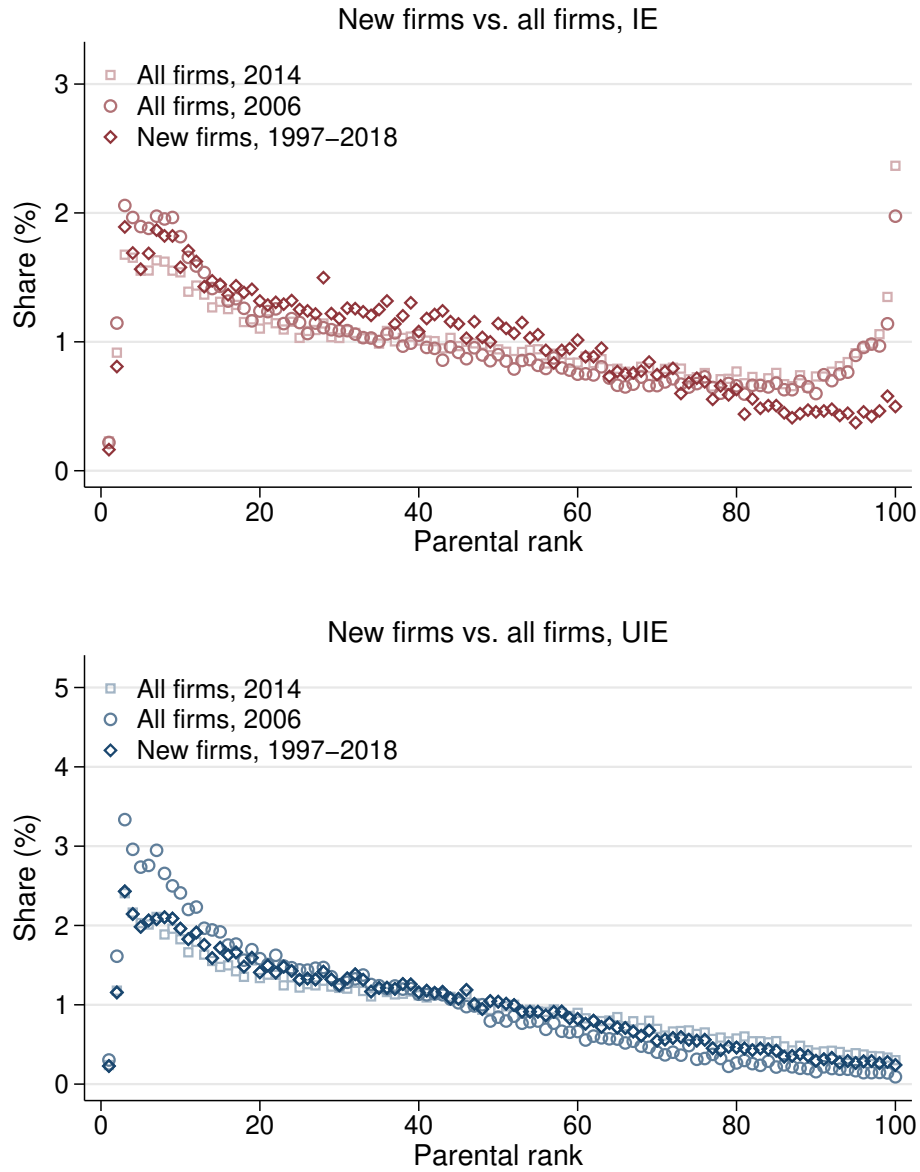 New firms vs. all firms, IE
All firms, 2014
All firms, 2006
New firms, 1997−2018
Share (%)
3
2
1
0
0 20 40 60 80 100
Parental rank
New firms vs. all firms, UIE
All firms, 2014
All firms, 2006
New firms, 1997−2018
Share (%)
5
4
3
2
1
0
0 20 40 60 80 100
Parental rank